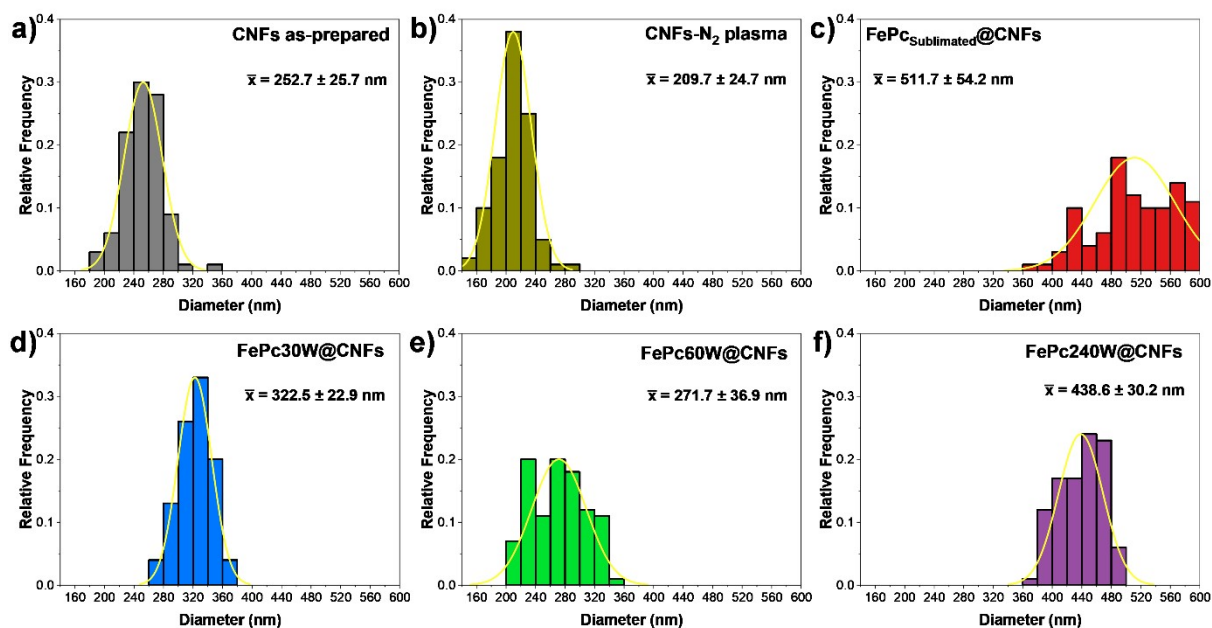 a)
CNFs as-prepared
x̅ = 252.7 ± 25.7 nm
Relative Frequency
0.4
0.3
0.2
0.1
0.0
160 200 240 280 320 360 400 440 480 520 560 600
Diameter (nm)
b)
CNFs-N₂ plasma
x̅ = 209.7 ± 24.7 nm
Relative Frequency
0.4
0.3
0.2
0.1
0.0
160 200 240 280 320 360 400 440 480 520 560 600
Diameter (nm)
c)
FePcSublimated@CNFs
x̅ = 511.7 ± 54.2 nm
Relative Frequency
0.4
0.3
0.2
0.1
0.0
160 200 240 280 320 360 400 440 480 520 560 600
Diameter (nm)
d)
FePc30W@CNFs
x̅ = 322.5 ± 22.9 nm
Relative Frequency
0.4
0.3
0.2
0.1
0.0
160 200 240 280 320 360 400 440 480 520 560 600
Diameter (nm)
e)
FePc60W@CNFs
x̅ = 271.7 ± 36.9 nm
Relative Frequency
0.4
0.3
0.2
0.1
0.0
160 200 240 280 320 360 400 440 480 520 560 600
Diameter (nm)
f)
FePc240W@CNFs
x̅ = 438.6 ± 30.2 nm
Relative Frequency
0.4
0.3
0.2
0.1
0.0
160 200 240 280 320 360 400 440 480 520 560 600
Diameter (nm)